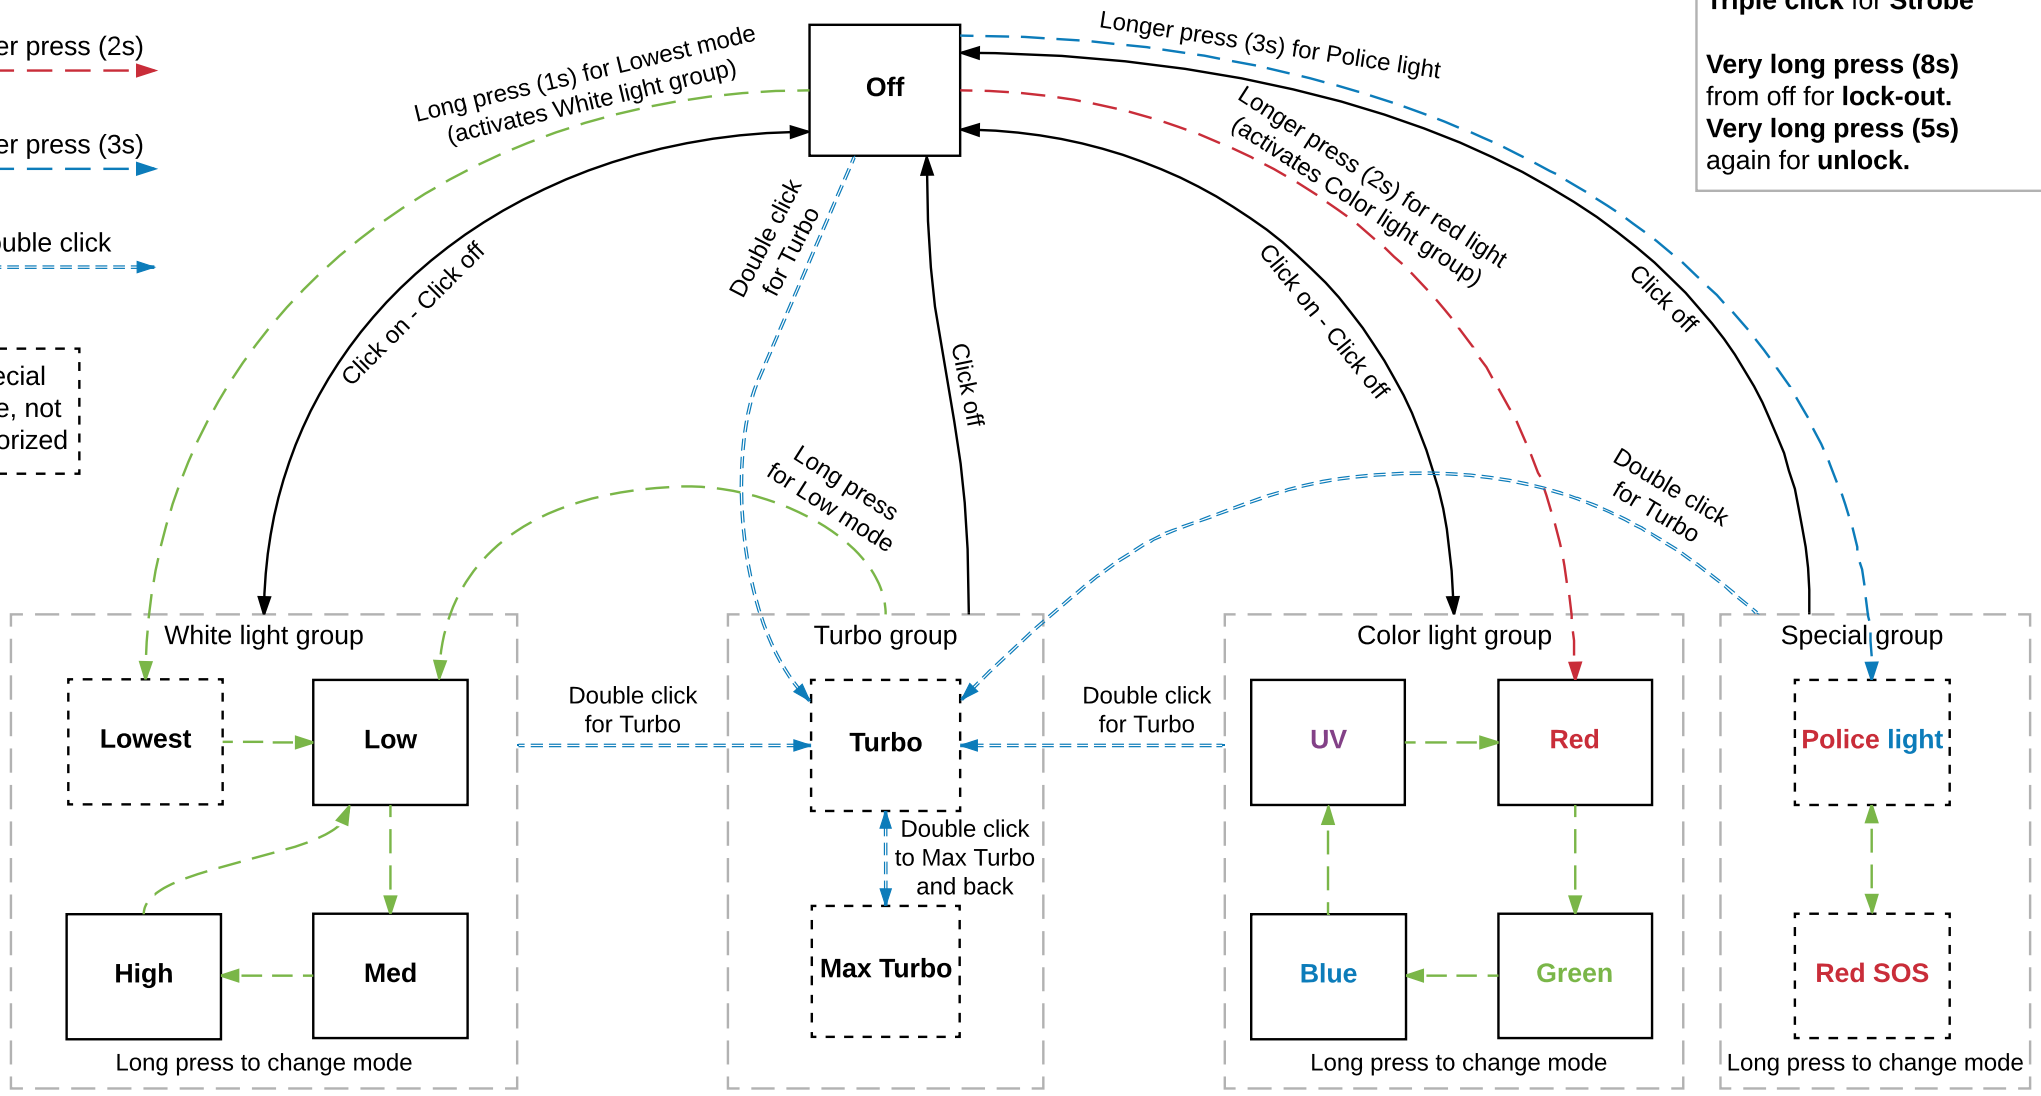 er press (2s)
er press (3s)
uble click
ecial
e, not
orized
Long press (1s) for Lowest mode
(activates White light group)
Off
Longer press (3s) for Police light
Triple click for Strobe
Very long press (8s)
from off for lock-out.
Very long press (5s)
again for unlock.
Longer press (2s) for red light
(activates Color light group)
Click on - Click off
Double click
for Turbo
Click off
Click on - Click off
Click off
Long press
for Low mode
Double click
for Turbo
White light group
Lowest
Low
High
Med
Long press to change mode
Double click
for Turbo
Turbo group
Turbo
Double click
to Max Turbo
and back
Max Turbo
Double click
for Turbo
Color light group
UV
Red
Blue
Green
Long press to change mode
Special group
Police light
Red SOS
Long press to change mode